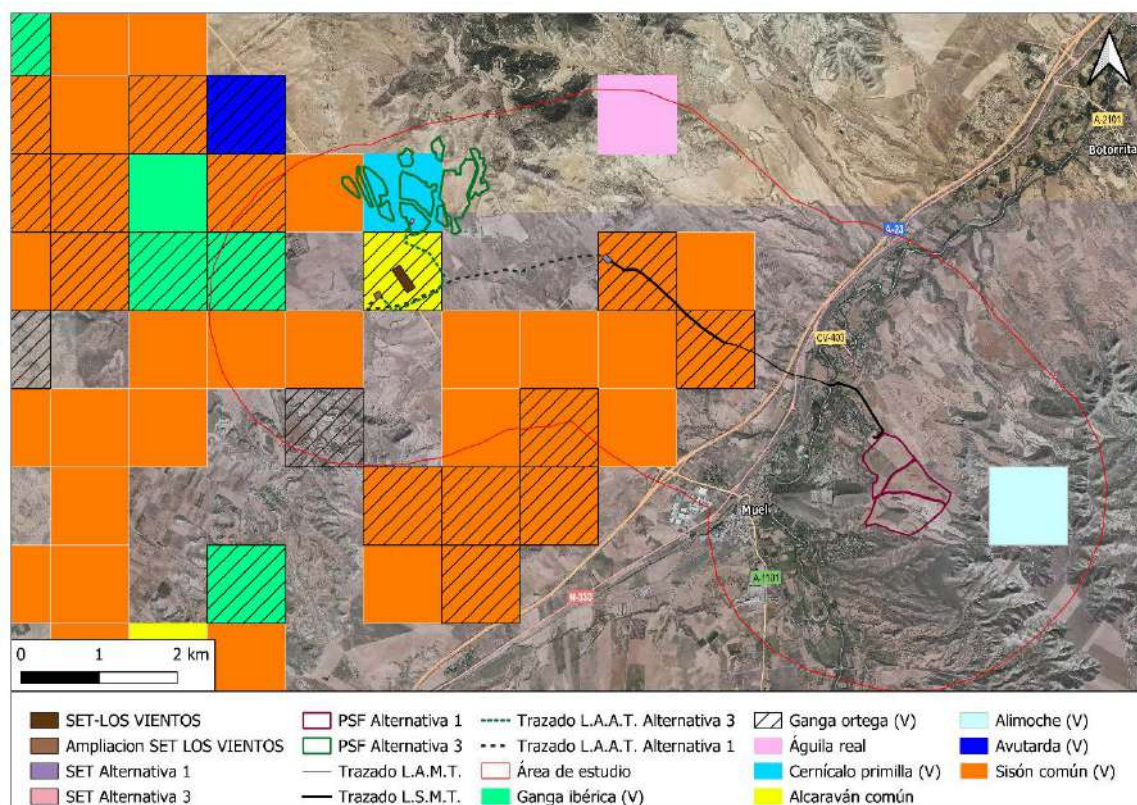 A-2101
Botorrita
A-23
CV-403
Muel
A-1101
N-330
0 1 2 km
SET-LOS VIENTOS
Ampliacion SET LOS VIENTOS
SET Alternativa 1
SET Alternativa 3
PSF Alternativa 1
PSF Alternativa 3
Trazado L.A.M.T.
Trazado L.S.M.T.
Trazado L.A.A.T. Alternativa 3
Trazado L.A.A.T. Alternativa 1
Área de estudio
Ganga ibérica (V)
Ganga ortega (V)
Águila real
Cernícalo primilla (V)
Alcaraván común
Alimoche (V)
Avutarda (V)
Sisón común (V)